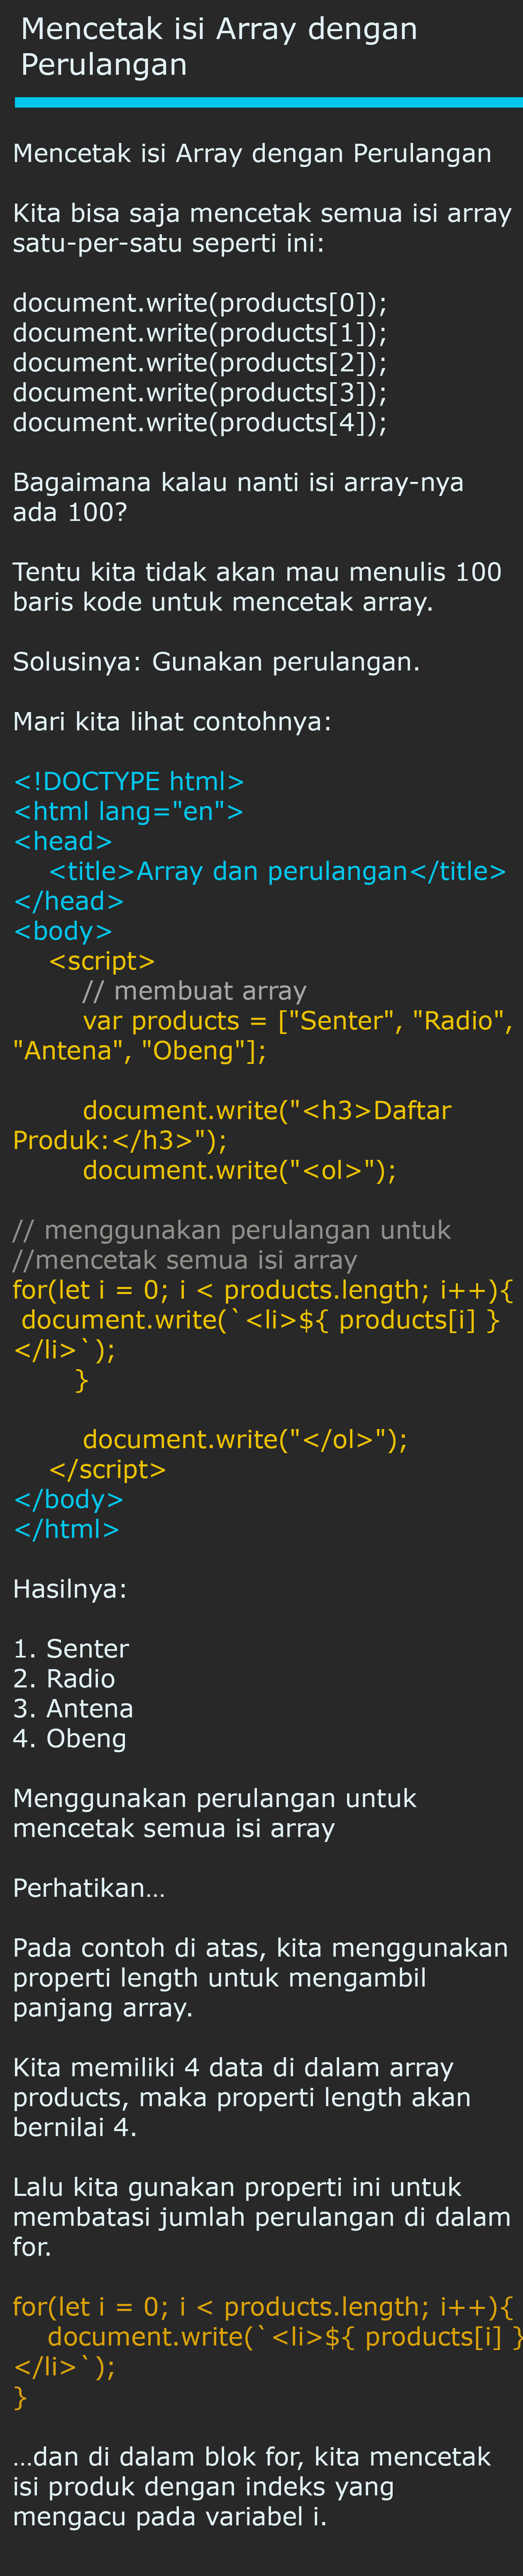 Mencetak isi Array dengan
Perulangan
Mencetak isi Array dengan Perulangan
Kita bisa saja mencetak semua isi array
satu-per-satu seperti ini:
document.write(products[0]);
document.write(products[1]);
document.write(products[2]);
document.write(products[3]);
document.write(products[4]);
Bagaimana kalau nanti isi array-nya
ada 100?
Tentu kita tidak akan mau menulis 100
baris kode untuk mencetak array.
Solusinya: Gunakan perulangan.
Mari kita lihat contohnya:
<!DOCTYPE html>
<html lang="en">
<head>
    <title>Array dan perulangan</title>
</head>
<body>
    <script>
        // membuat array
        var products = ["Senter", "Radio",
"Antena", "Obeng"];
        document.write("<h3>Daftar
Produk:</h3>");
        document.write("<ol>");
// menggunakan perulangan untuk
//mencetak semua isi array
for(let i = 0; i < products.length; i++){
 document.write(`<li>${ products[i] }
</li>`);
       }
        document.write("</ol>");
    </script>
</body>
</html>
Hasilnya:
1. Senter
2. Radio
3. Antena
4. Obeng
Menggunakan perulangan untuk
mencetak semua isi array
Perhatikan…
Pada contoh di atas, kita menggunakan
properti length untuk mengambil
panjang array.
Kita memiliki 4 data di dalam array
products, maka properti length akan
bernilai 4.
Lalu kita gunakan properti ini untuk
membatasi jumlah perulangan di dalam
for.
for(let i = 0; i < products.length; i++){
    document.write(`<li>${ products[i] }
</li>`);
}
…dan di dalam blok for, kita mencetak
isi produk dengan indeks yang
mengacu pada variabel i.